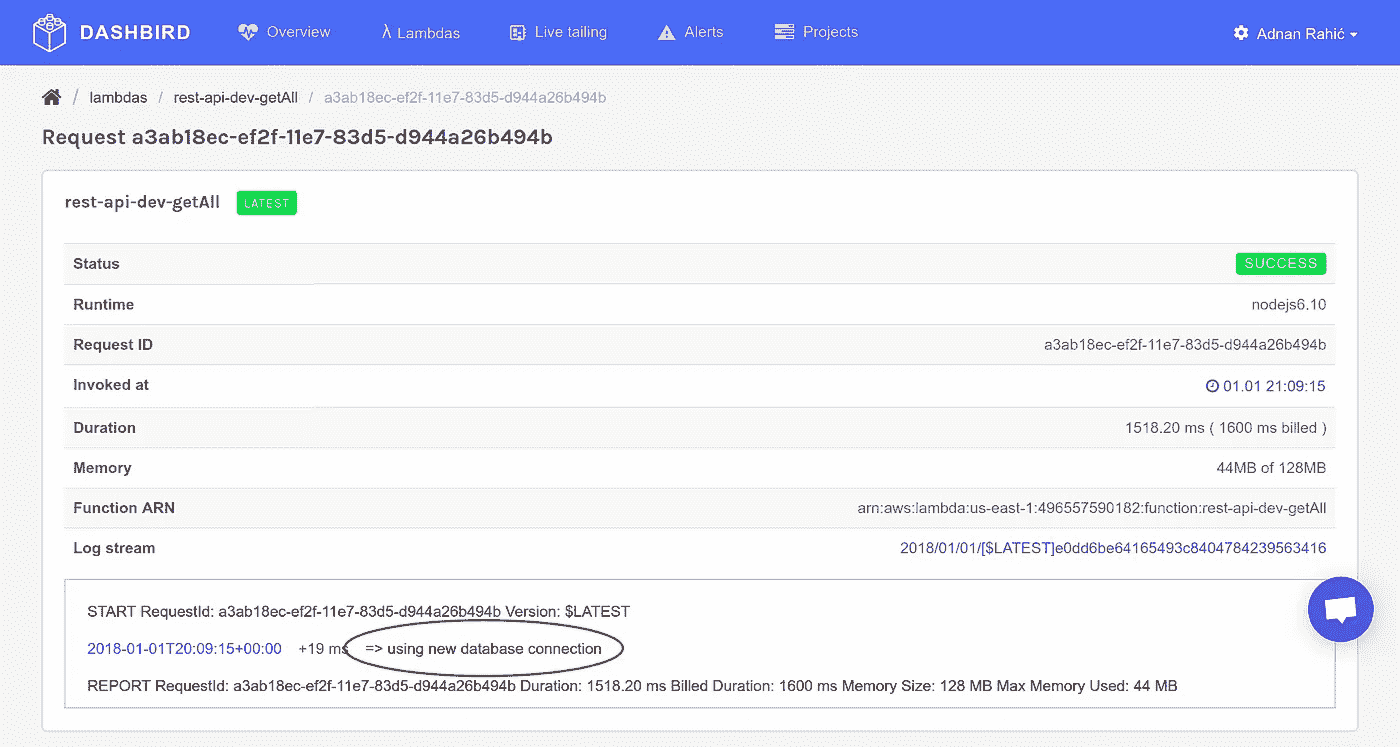 DASHBIRD Overview λ Lambdas Live tailing Alerts Projects Adnan Rahić
/ lambdas / rest-api-dev-getAll / a3ab18ec-ef2f-11e7-83d5-d944a26b494b
Request a3ab18ec-ef2f-11e7-83d5-d944a26b494b
rest-api-dev-getAll LATEST
Status SUCCESS
Runtime nodejs6.10
Request ID a3ab18ec-ef2f-11e7-83d5-d944a26b494b
Invoked at 01.01 21:09:15
Duration 1518.20 ms ( 1600 ms billed )
Memory 44MB of 128MB
Function ARN arn:aws:lambda:us-east-1:496557590182:function:rest-api-dev-getAll
Log stream 2018/01/01/[$LATEST]e0dd6be64165493c8404784239563416
START RequestId: a3ab18ec-ef2f-11e7-83d5-d944a26b494b Version: $LATEST
2018-01-01T20:09:15+00:00 +19 ms => using new database connection
REPORT RequestId: a3ab18ec-ef2f-11e7-83d5-d944a26b494b Duration: 1518.20 ms Billed Duration: 1600 ms Memory Size: 128 MB Max Memory Used: 44 MB